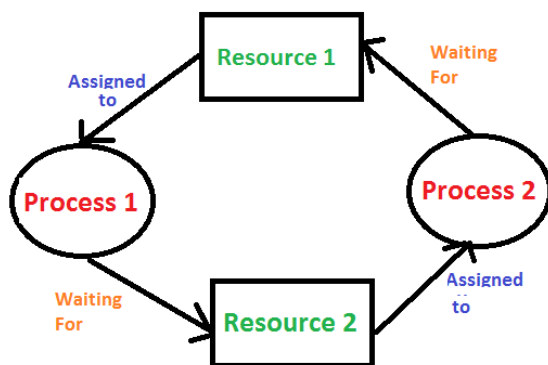 Resource 1
Waiting
For
Assigned
to
Process 1
Process 2
Assigned
to
Waiting
For
Resource 2